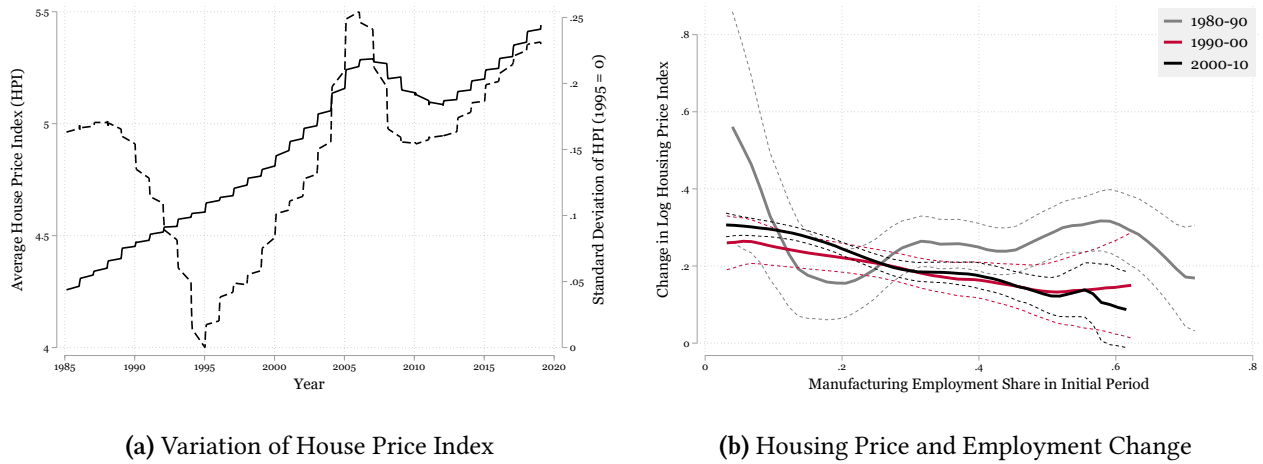 5.5
5
4.5
4
Average House Price Index (HPI)
.25
.2
.15
.1
.05
0
Standard Deviation of HPI (1995 = 0)
1985 1990 1995 2000 2005 2010 2015 2020
Year
(a) Variation of House Price Index
1980-90
1990-00
2000-10
.8
.6
.4
.2
0
Change in Log Housing Price Index
0 .2 .4 .6 .8
Manufacturing Employment Share in Initial Period
(b) Housing Price and Employment Change